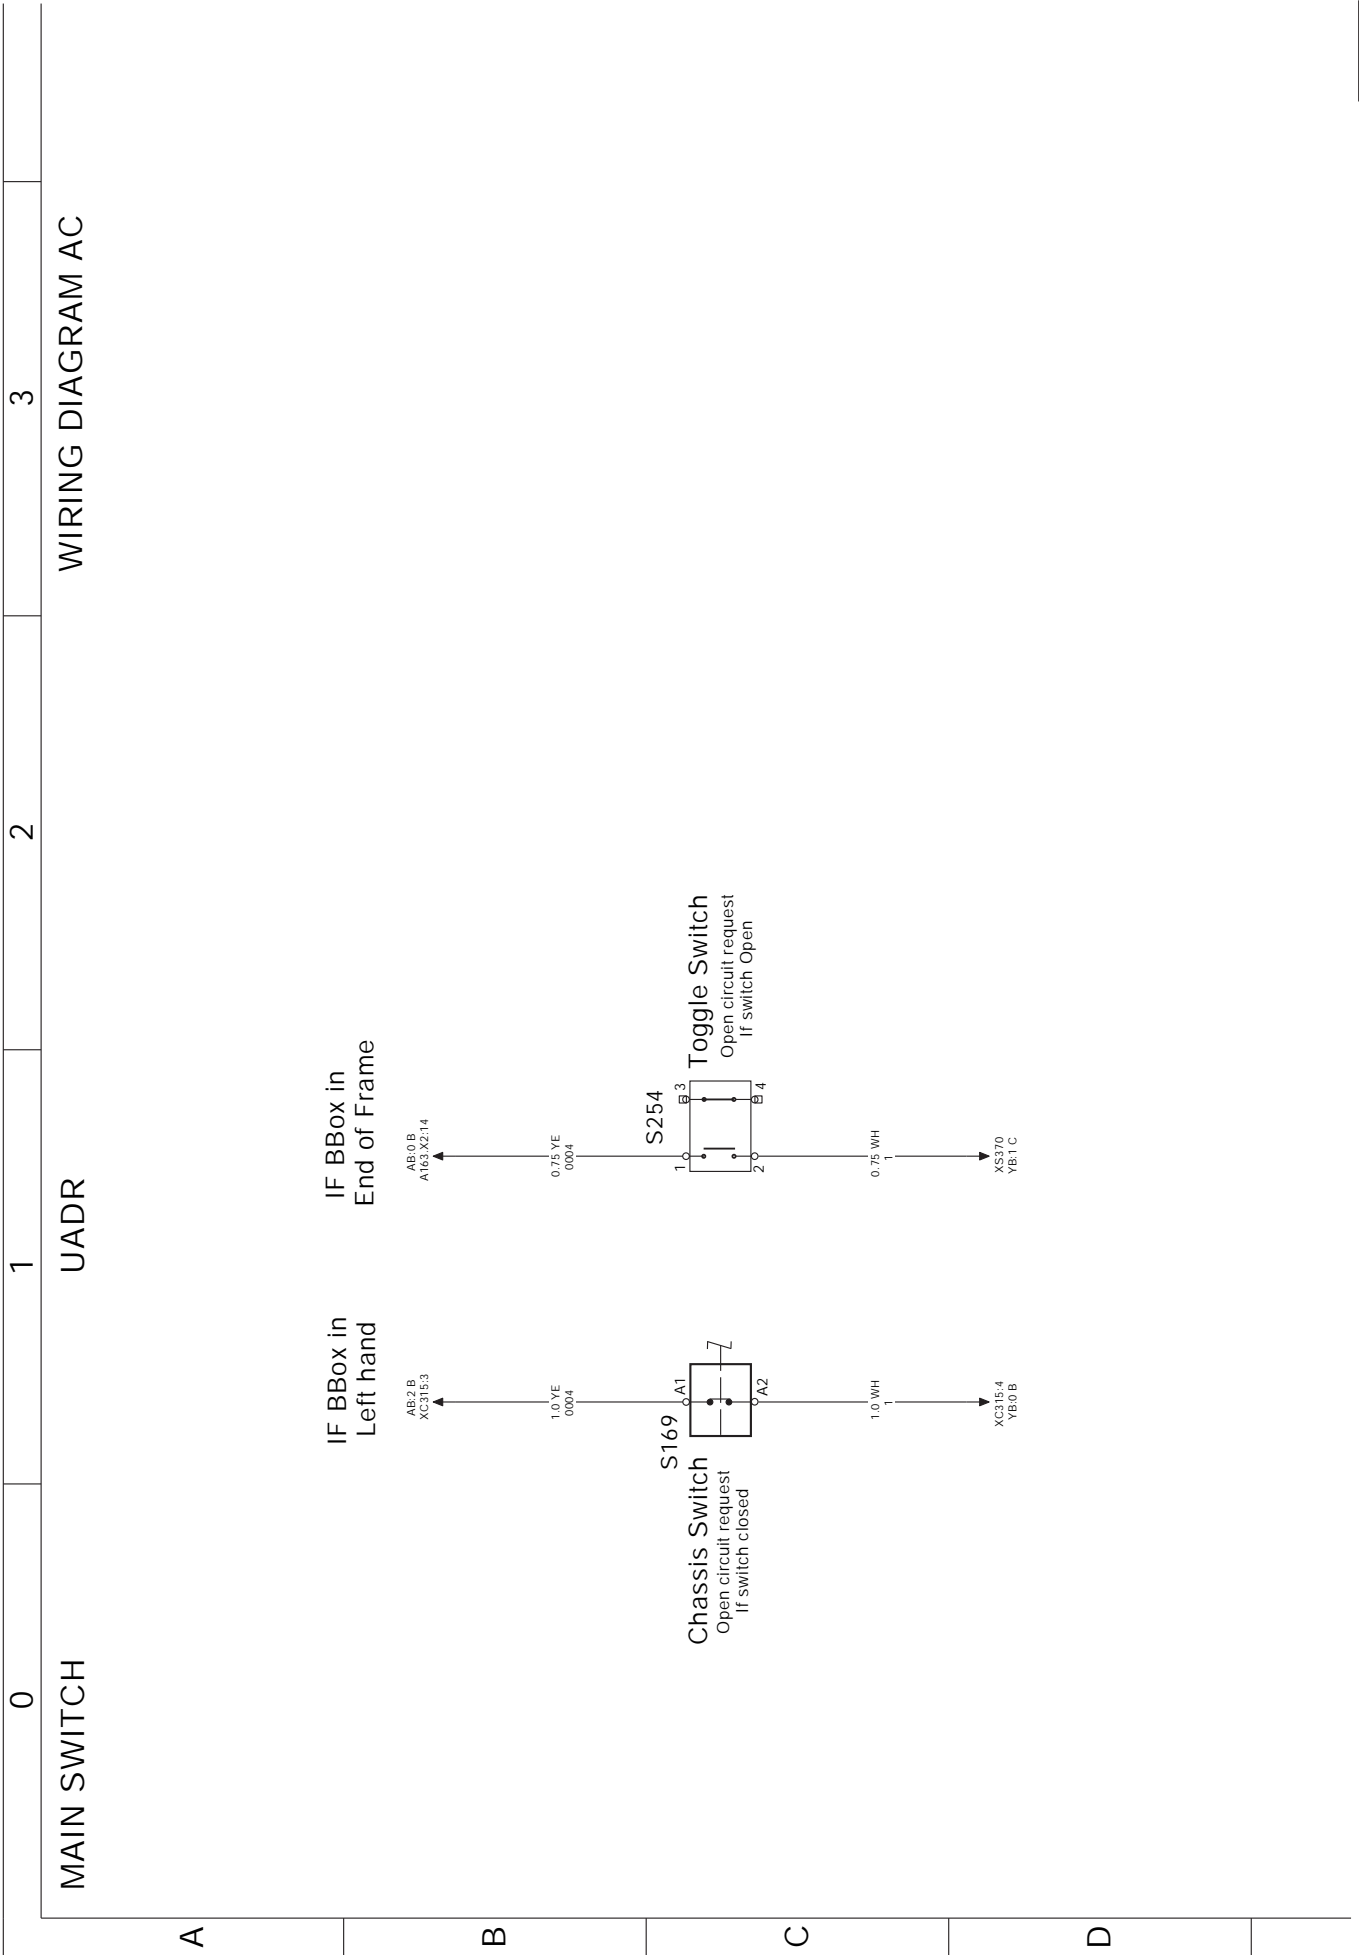 0
1
2
3
MAIN SWITCH
UADR
WIRING DIAGRAM AC
A
B
C
D
IF BBox in
Left hand
AB:2 B
XC315:3
1.0 YE
0004
S169
A1
A2
Chassis Switch
Open circuit request
If switch closed
1.0 WH
1
XC315:4
YB:0 B
IF BBox in
End of Frame
AB:0 B
A163.X2:14
0.75 YE
0004
S254
1
3
2
4
Toggle Switch
Open circuit request
If switch Open
0.75 WH
1
XS370
YB:1 C